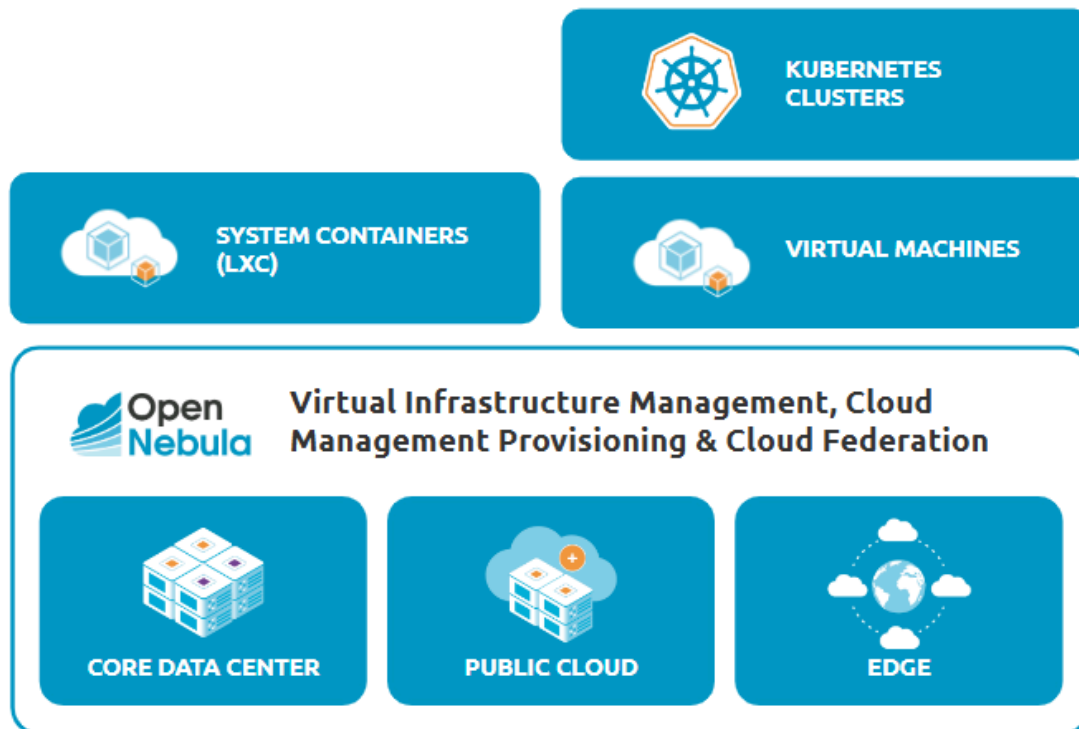 KUBERNETES
CLUSTERS
SYSTEM CONTAINERS
(LXC)
VIRTUAL MACHINES
Open
Nebula
Virtual Infrastructure Management, Cloud
Management Provisioning & Cloud Federation
CORE DATA CENTER
PUBLIC CLOUD
EDGE